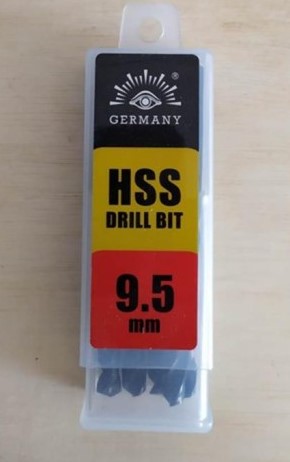 ®
GERMANY
HSS
DRILL BIT
9.5
mm